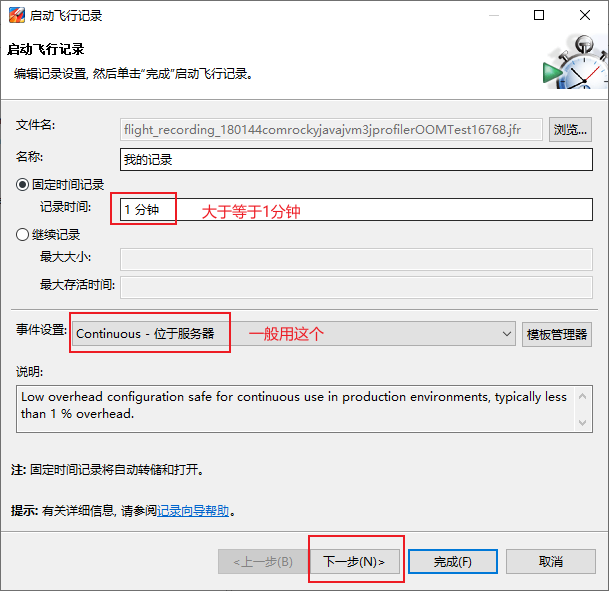 启动飞行记录
启动飞行记录
编辑记录设置, 然后单击“完成”启动飞行记录。
文件名: flight_recording_180144comrockyjavajvm3jprofilerOOMTest16768.jfr 浏览...
名称: 我的记录
固定时间记录
记录时间: 1 分钟 大于等于1分钟
继续记录
最大大小:
最大存活时间:
事件设置: Continuous - 位于服务器 一般用这个 模板管理器
说明:
Low overhead configuration safe for continuous use in production environments, typically less
than 1 % overhead.
注: 固定时间记录将自动转储和打开。
提示: 有关详细信息, 请参阅记录向导帮助。
<上一步(B) 下一步(N)> 完成(F) 取消